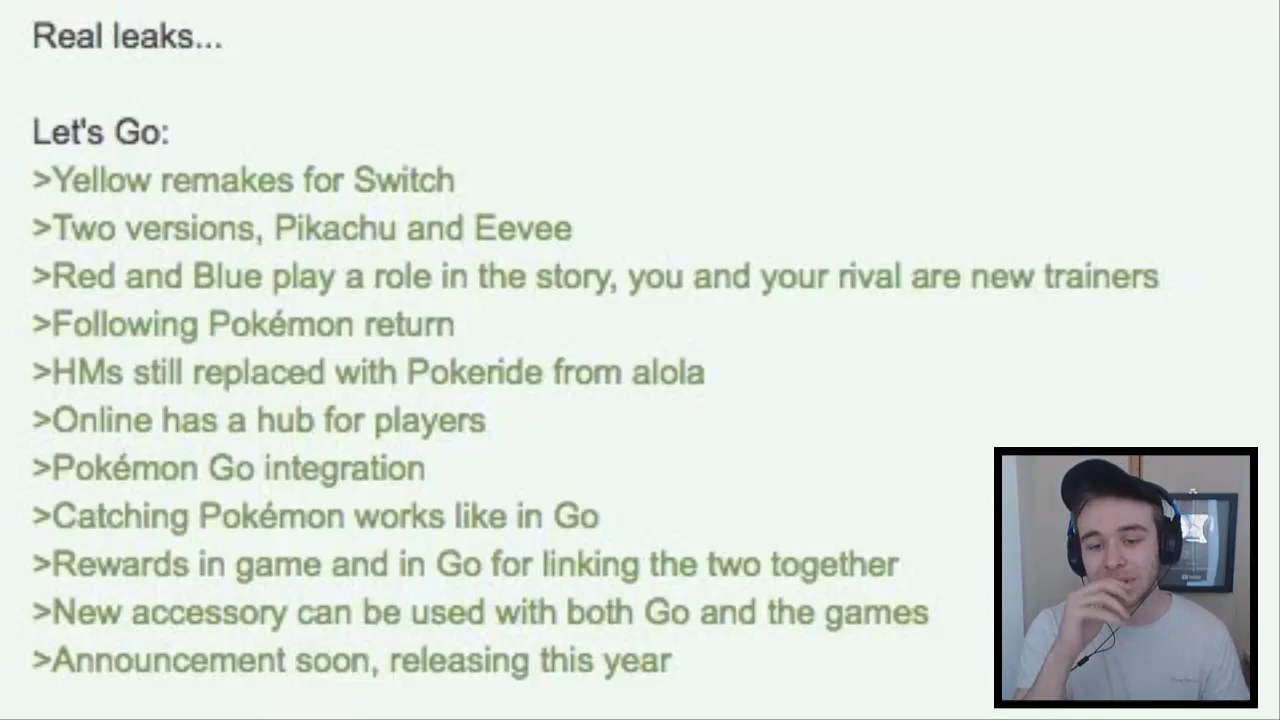 Real leaks...
Let's Go:
>Yellow remakes for Switch
>Two versions, Pikachu and Eevee
>Red and Blue play a role in the story, you and your rival are new trainers
>Following Pokémon return
>HMs still replaced with Pokeride from alola
>Online has a hub for players
>Pokémon Go integration
>Catching Pokémon works like in Go
>Rewards in game and in Go for linking the two together
>New accessory can be used with both Go and the games
>Announcement soon, releasing this year